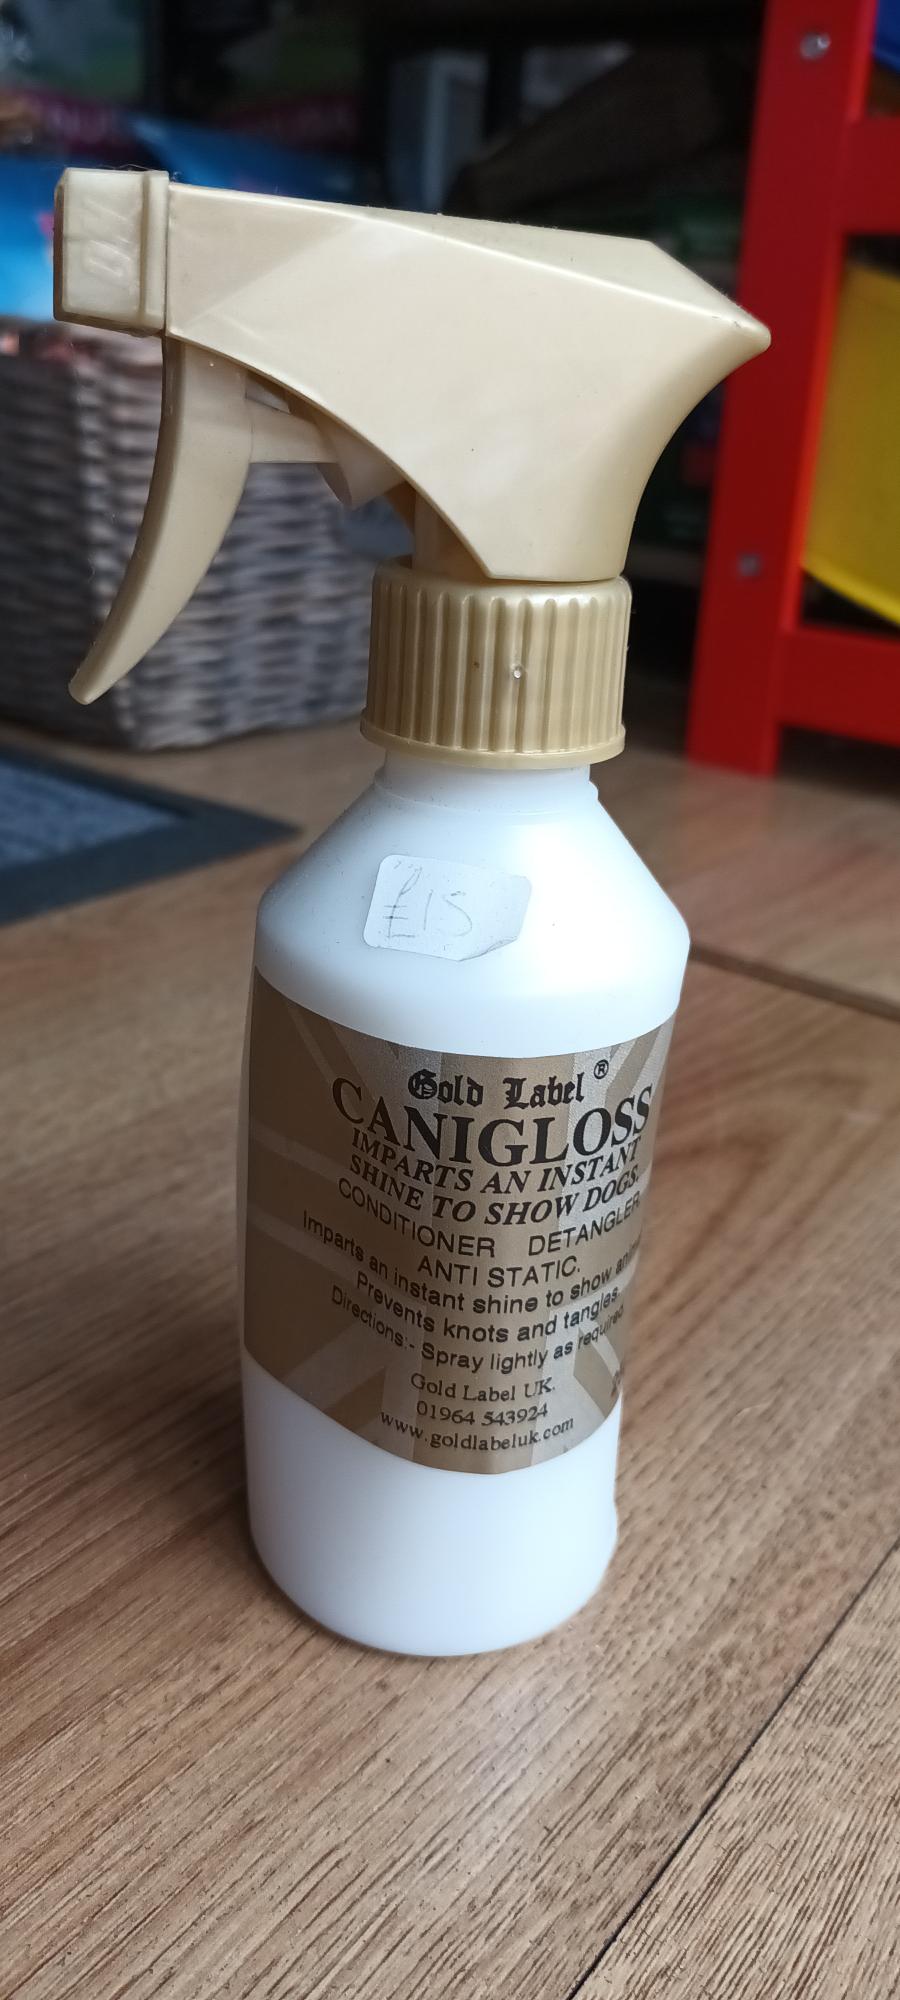 £15
Gold Label ®
CANIGLOSS
IMPARTS AN INSTANT
SHINE TO SHOW DOGS.
CONDITIONER DETANGLER
ANTI STATIC.
Imparts an instant shine to show
Prevents knots and tangles.
Directions:- Spray lightly as required
Gold Label UK.
01964 543924
www.goldlabeluk.com